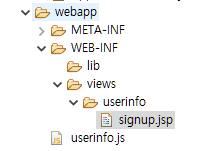 webapp
META-INF
WEB-INF
lib
views
userinfo
signup.jsp
userinfo.js